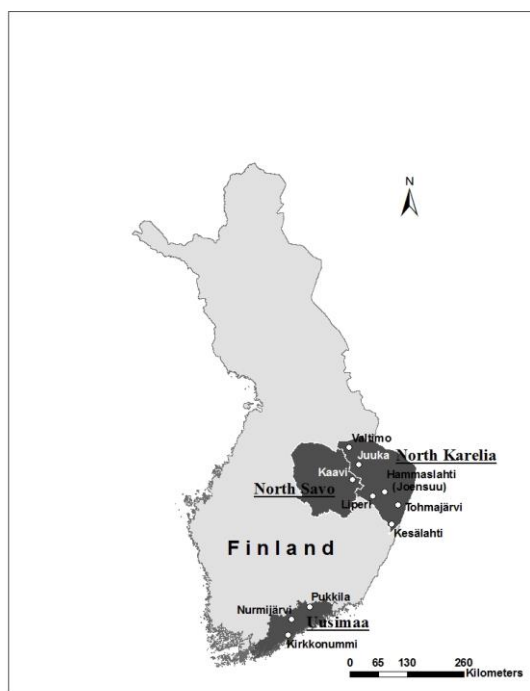 N
Valtimo
Juuka
North Karelia
Kaavi
Hammaslahti
(Joensuu)
North Savo
Liperi
Tohmajärvi
Kesälahti
Finland
Pukkila
Nurmijärvi
Uusimaa
Kirkkonummi
0 65 130 260
Kilometers